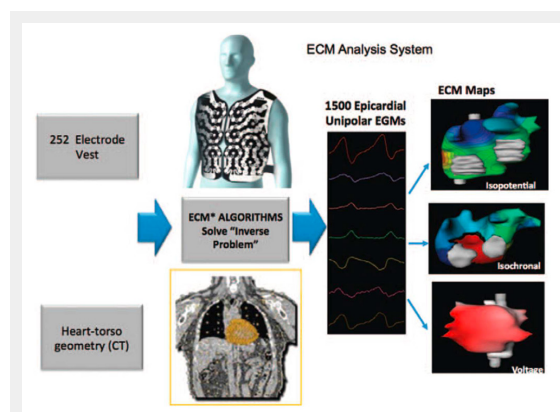 ECM Analysis System
252 Electrode
Vest
ECM* ALGORITHMS
Solve “Inverse
Problem”
Heart-torso
geometry (CT)
1500 Epicardial
Unipolar EGMs
ECM Maps
Isopotential
Isochronal
Voltage